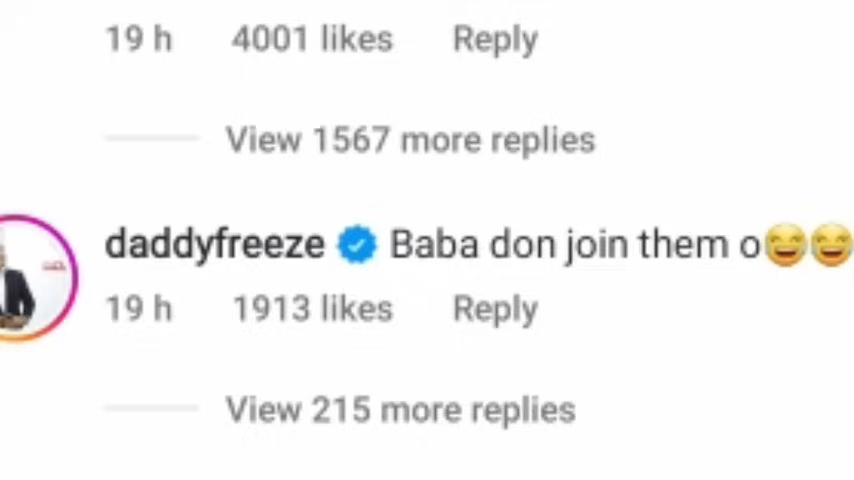 19 h 4001 likes Reply
View 1567 more replies
daddyfreeze Baba don join them o😅😅
19 h 1913 likes Reply
View 215 more replies